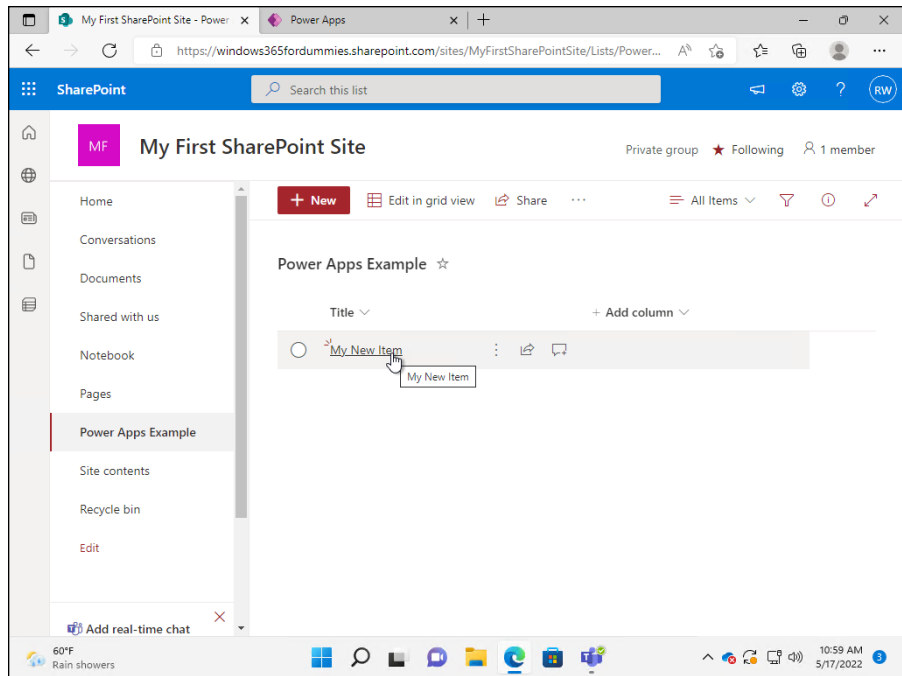 My First SharePoint Site - Power
Power Apps
https://windows365fordummies.sharepoint.com/sites/MyFirstSharePointSite/Lists/Power...
SharePoint
Search this list
RW
MF
My First SharePoint Site
Private group
Following
1 member
Home
Conversations
Documents
Shared with us
Notebook
Pages
Power Apps Example
Site contents
Recycle bin
Edit
Add real-time chat
New
Edit in grid view
Share
All Items
Power Apps Example
Title
Add column
My New Item
My New Item
60°F
Rain showers
10:59 AM
5/17/2022
3